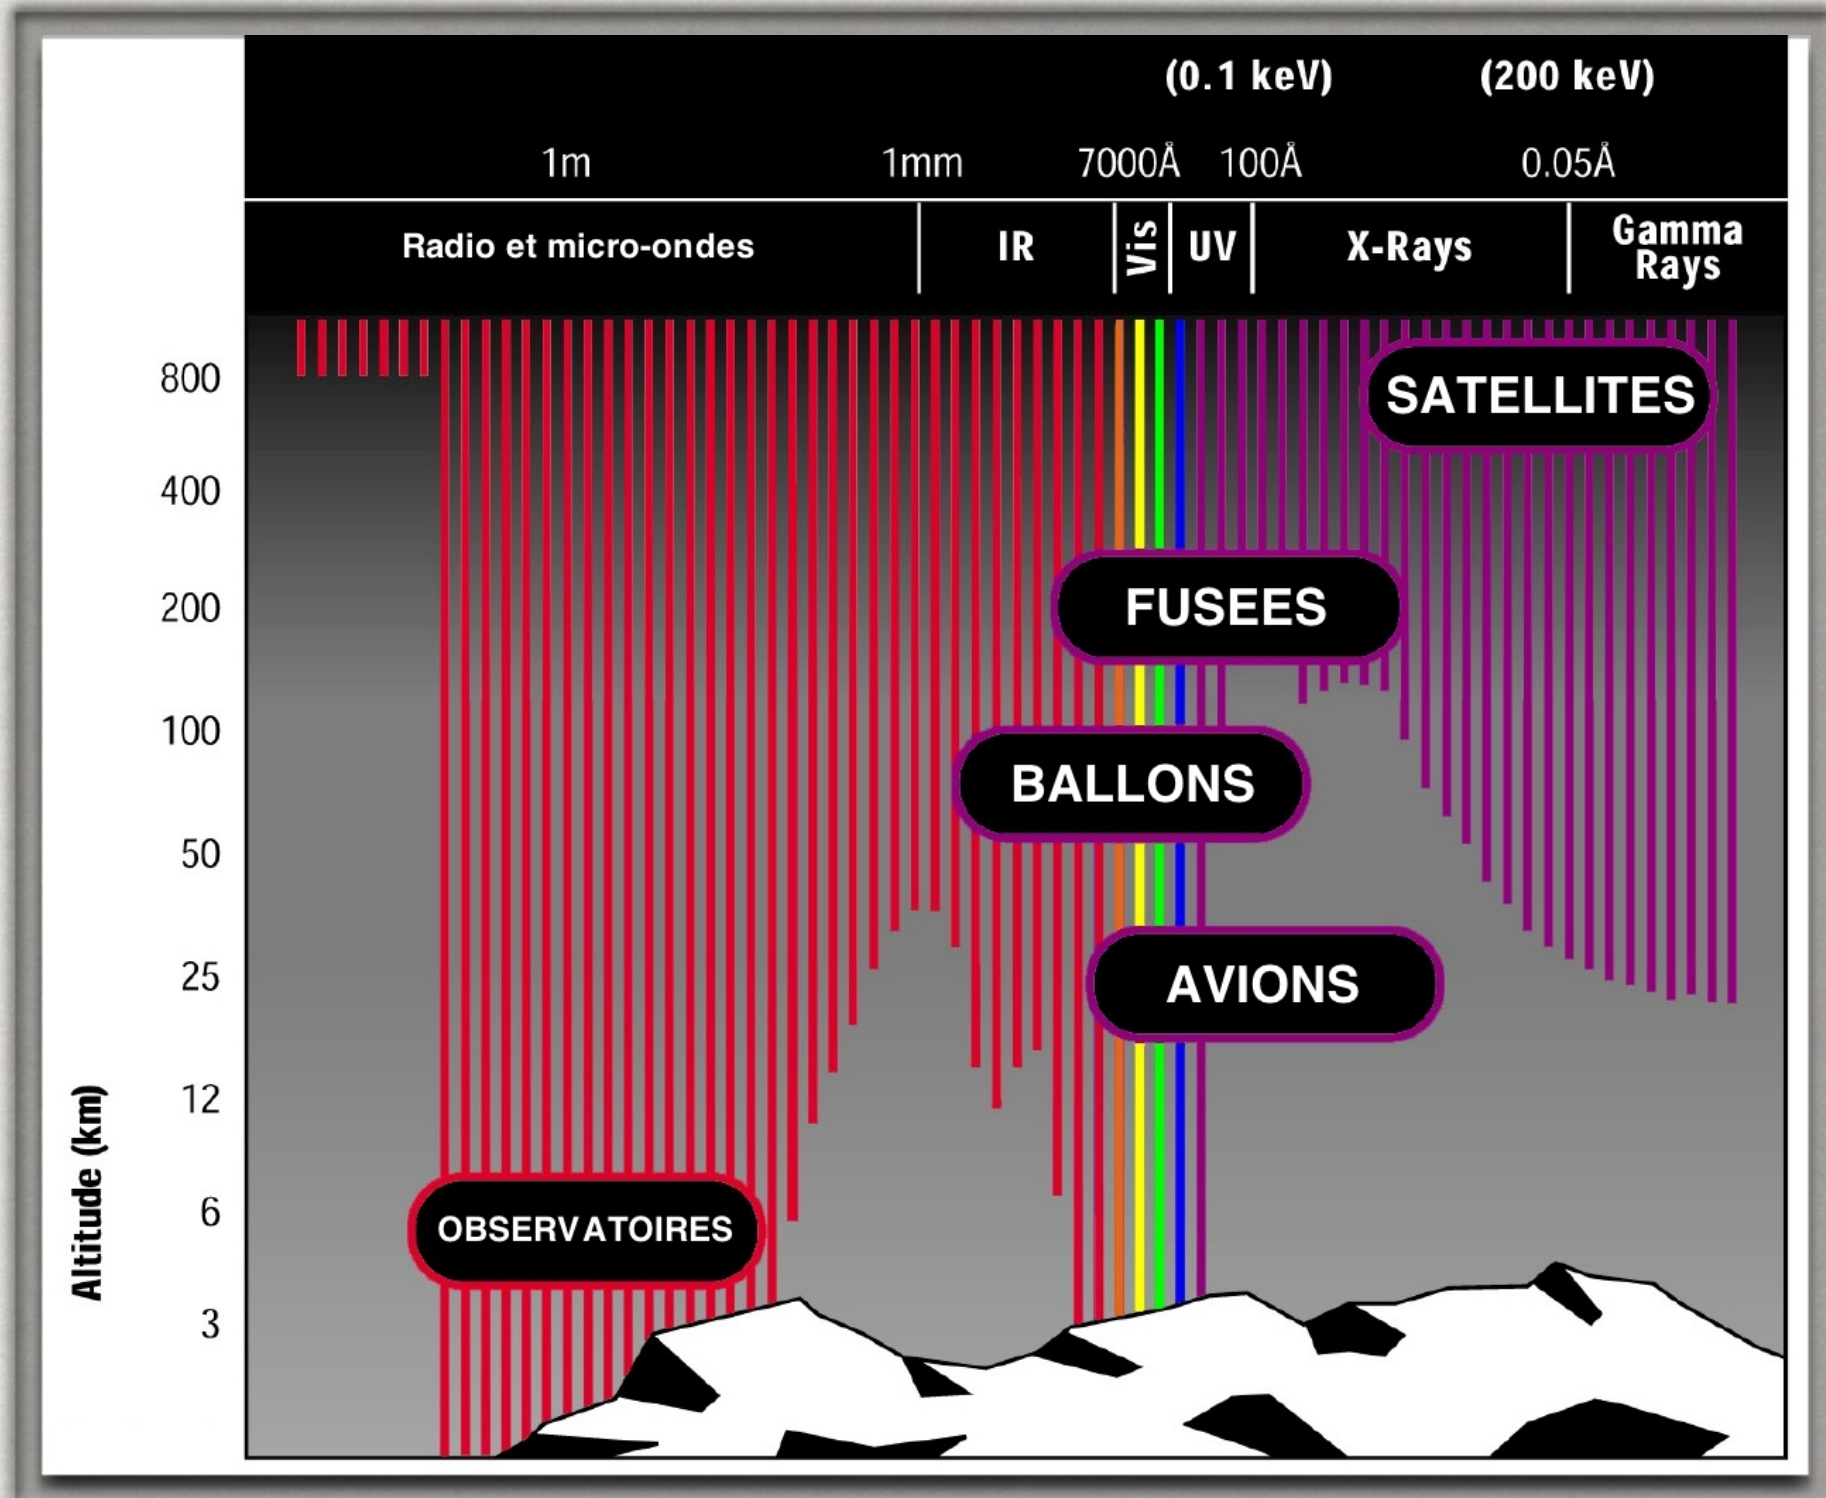 (0.1 keV) (200 keV)
1m 1mm 7000Å 100Å 0.05Å
Radio et micro-ondes IR Vis UV X-Rays Gamma
Rays
800
SATELLITES
400
200
FUSEES
100
BALLONS
50
25
AVIONS
12
6
OBSERVATOIRES
3
Altitude (km)